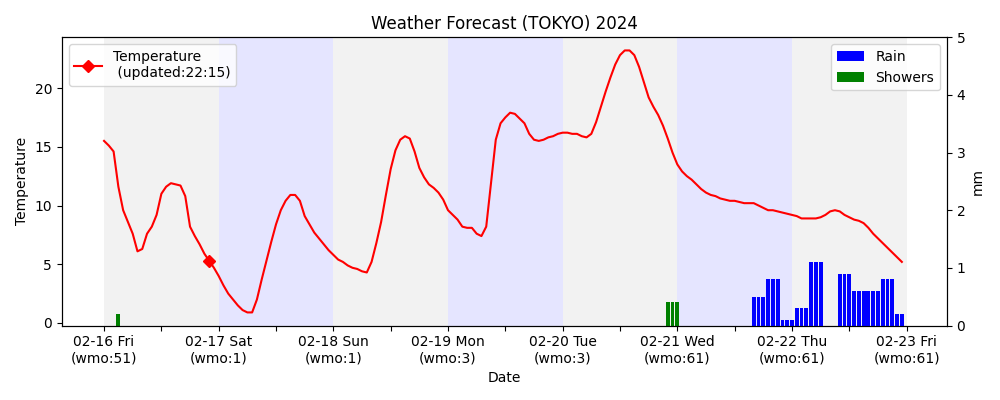 Weather Forecast (TOKYO) 2024
Temperature
(updated:22:15)
Rain
Showers
Temperature
20
15
10
5
0
5
4
3
2
1
0
mm
02-16 Fri
(wmo:51)
02-17 Sat
(wmo:1)
02-18 Sun
(wmo:1)
02-19 Mon
(wmo:3)
02-20 Tue
(wmo:3)
02-21 Wed
(wmo:61)
02-22 Thu
(wmo:61)
02-23 Fri
(wmo:61)
Date